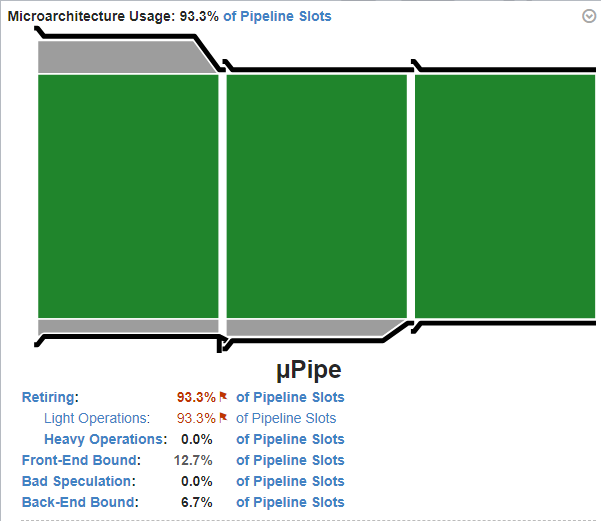 Microarchitecture Usage: 93.3% of Pipeline Slots
µPipe
Retiring: 93.3% of Pipeline Slots
Light Operations: 93.3% of Pipeline Slots
Heavy Operations: 0.0% of Pipeline Slots
Front-End Bound: 12.7% of Pipeline Slots
Bad Speculation: 0.0% of Pipeline Slots
Back-End Bound: 6.7% of Pipeline Slots